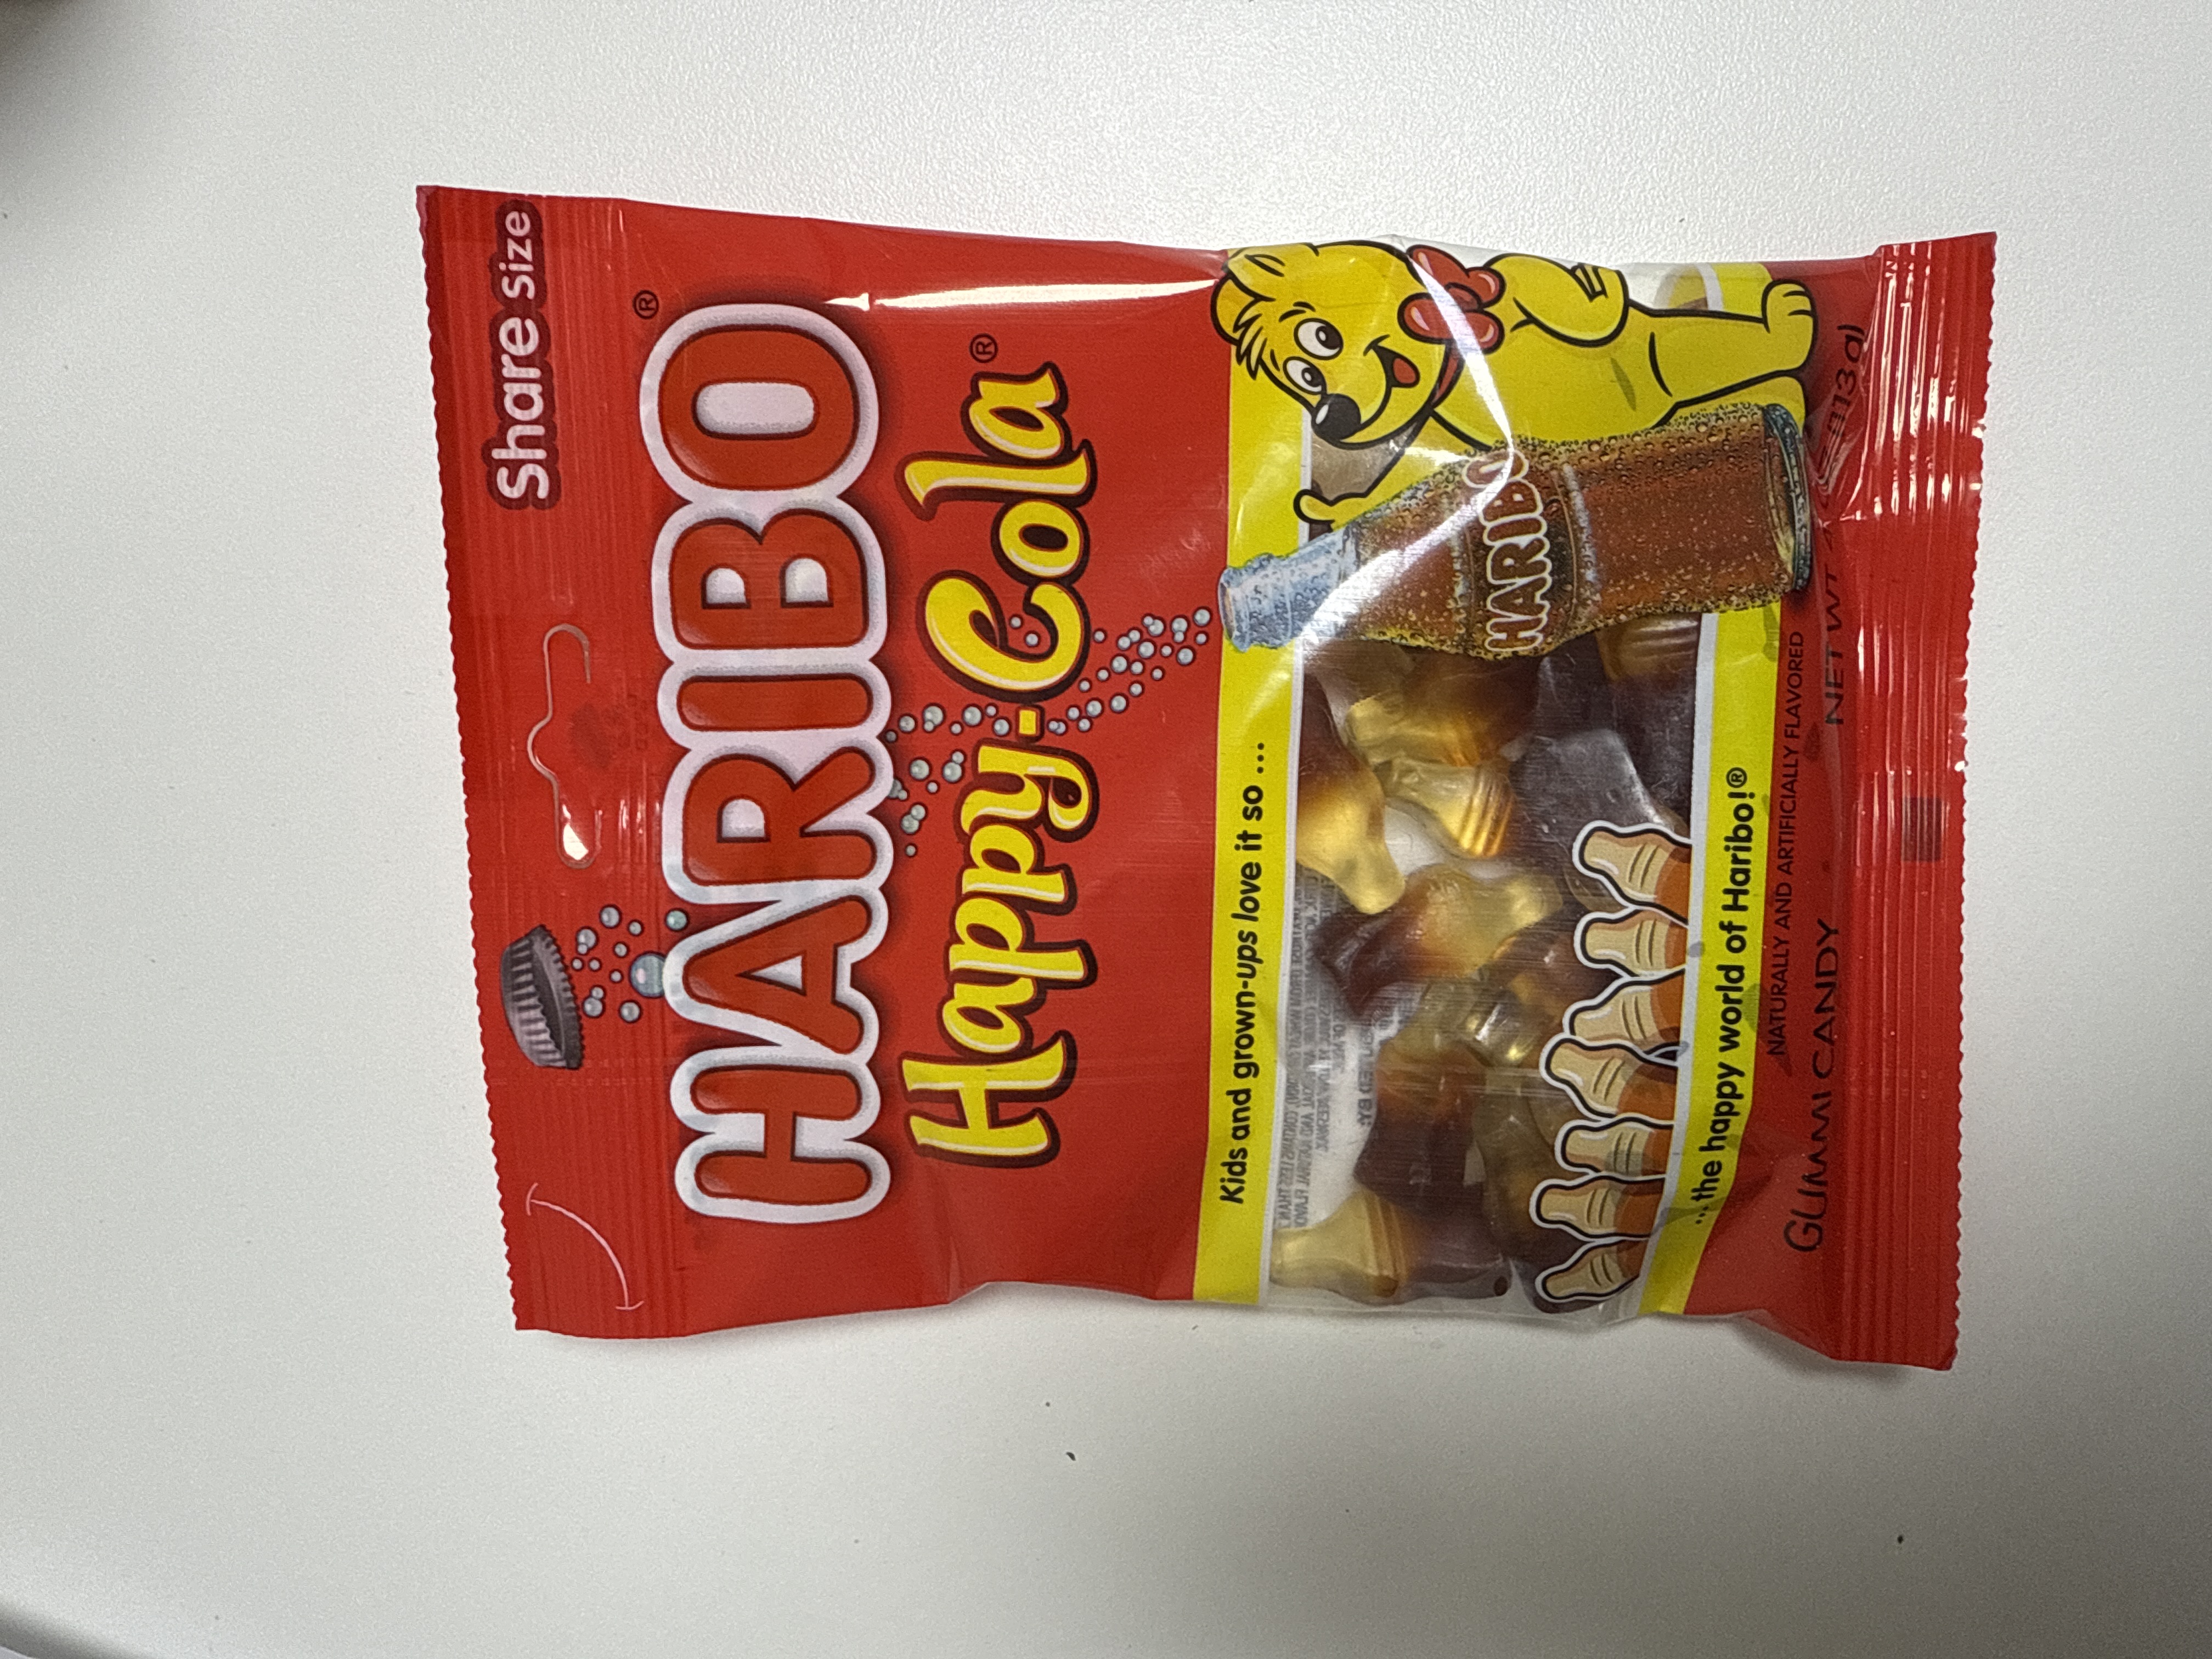 Share size
HARIBO®
Happy-Cola®
Kids and grown-ups love it so ...
HARIBO
...the happy world of Haribo!®
NATURALLY AND ARTIFICIALLY FLAVORED
GUMMI CANDY NET WT (113g)